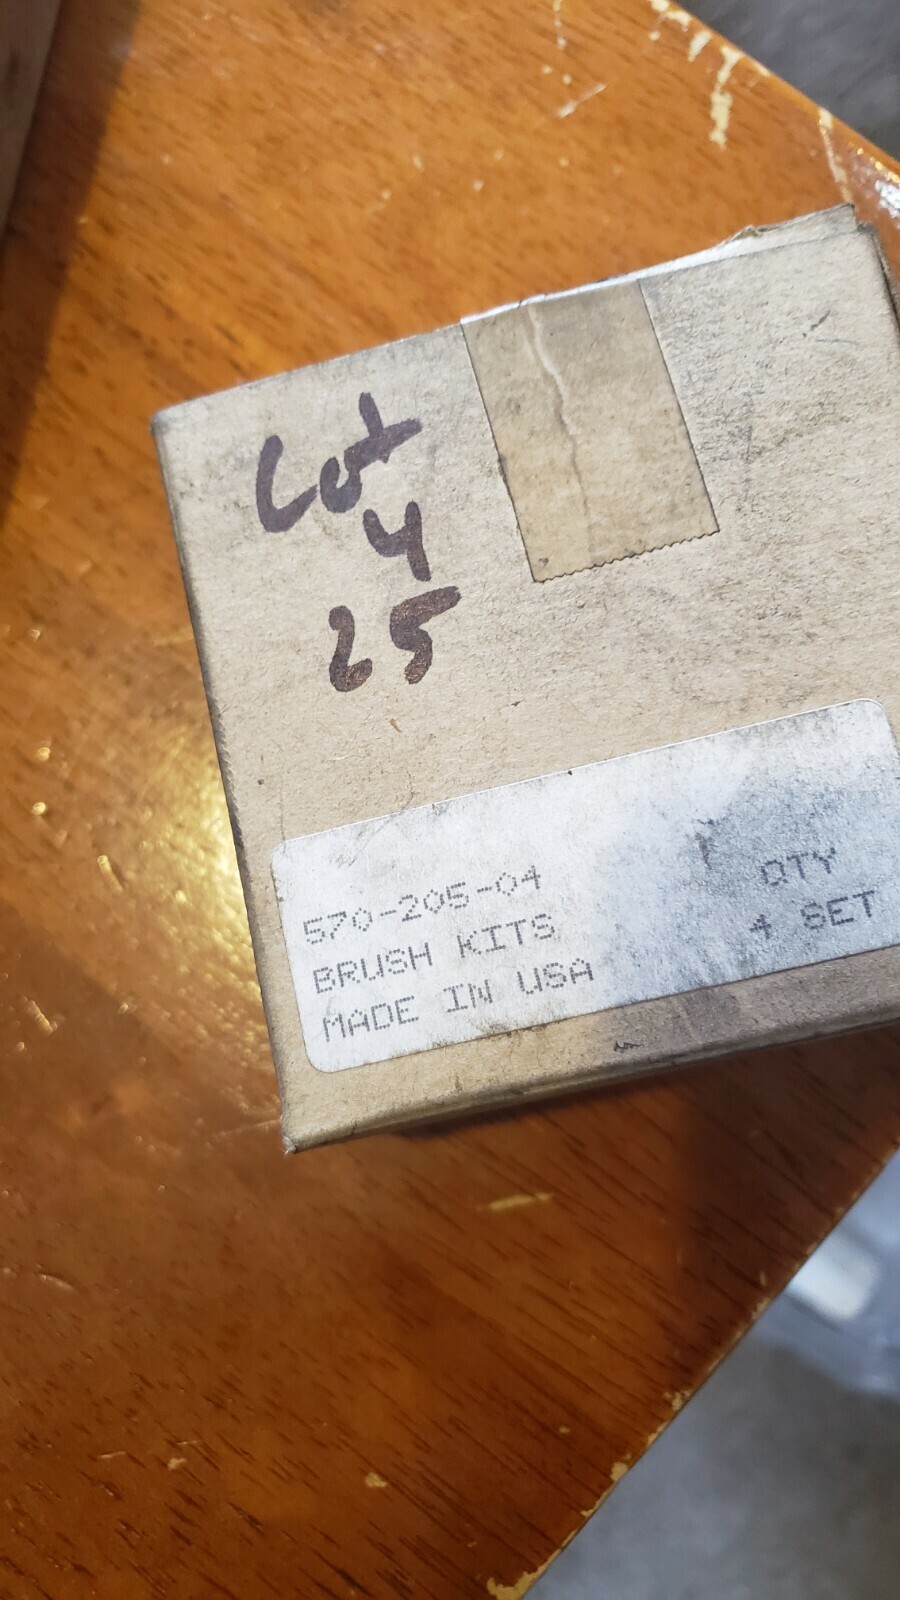 Lot
4
25
570-205-04
BRUSH KITS
MADE IN USA
QTY
4 SET